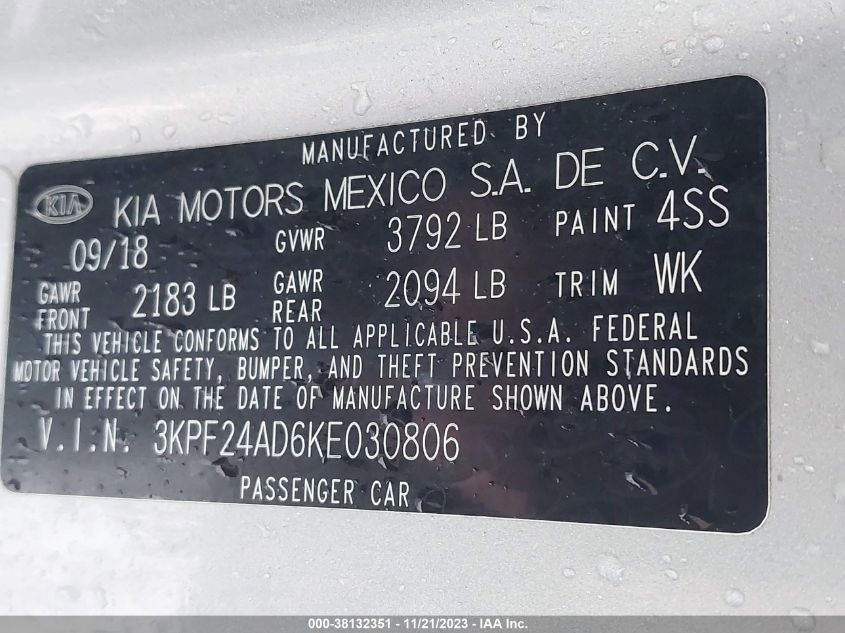 MANUFACTURED BY
KIA KIA MOTORS MEXICO S.A. DE C.V.
09/18 GVWR 3792 LB PAINT 4SS
GAWR FRONT 2183 LB GAWR REAR 2094 LB TRIM WK
THIS VEHICLE CONFORMS TO ALL APPLICABLE U.S.A. FEDERAL
MOTOR VEHICLE SAFETY, BUMPER, AND THEFT PREVENTION STANDARDS
IN EFFECT ON THE DATE OF MANUFACTURE SHOWN ABOVE.
V.I.N. 3KPF24AD6KE030806
PASSENGER CAR
000-38132351 - 11/21/2023 - IAA Inc.